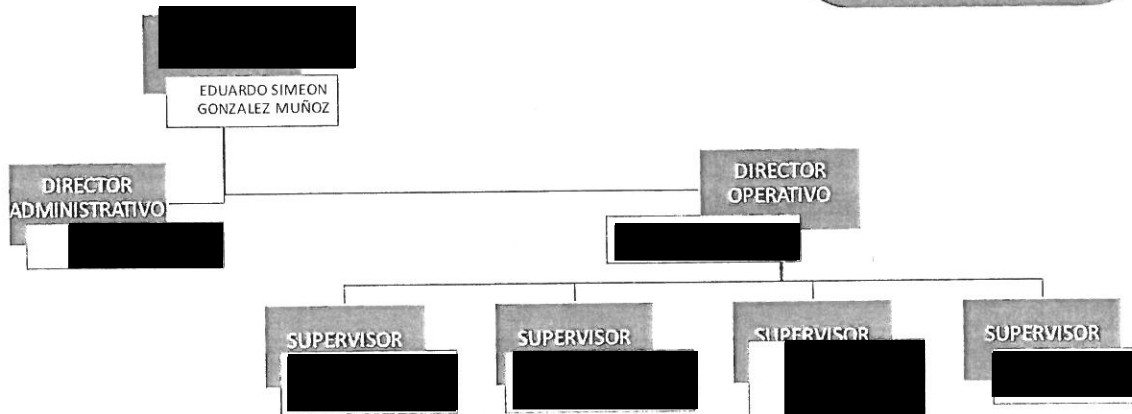 EDUARDO SIMEON
GONZALEZ MUÑOZ
DIRECTOR
ADMINISTRATIVO
DIRECTOR
OPERATIVO
SUPERVISOR
SUPERVISOR
SUPERVISOR
SUPERVISOR